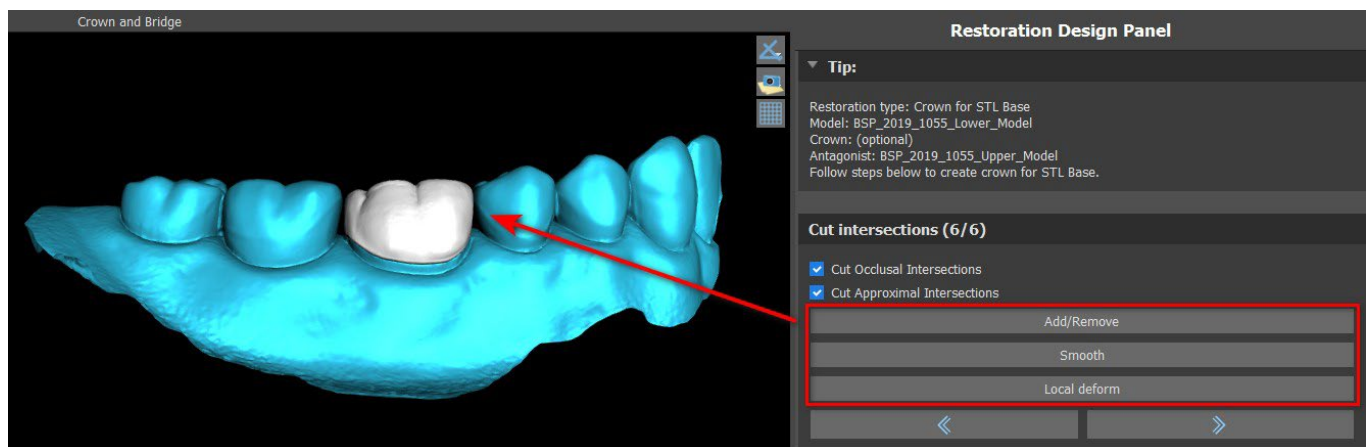 Crown and Bridge
Restoration Design Panel
Tip:
Restoration type: Crown for STL Base
Model: BSP_2019_1055_Lower_Model
Crown: (optional)
Antagonist: BSP_2019_1055_Upper_Model
Follow steps below to create crown for STL Base.
Cut intersections (6/6)
Cut Occlusal Intersections
Cut Approximal Intersections
Add/Remove
Smooth
Local deform